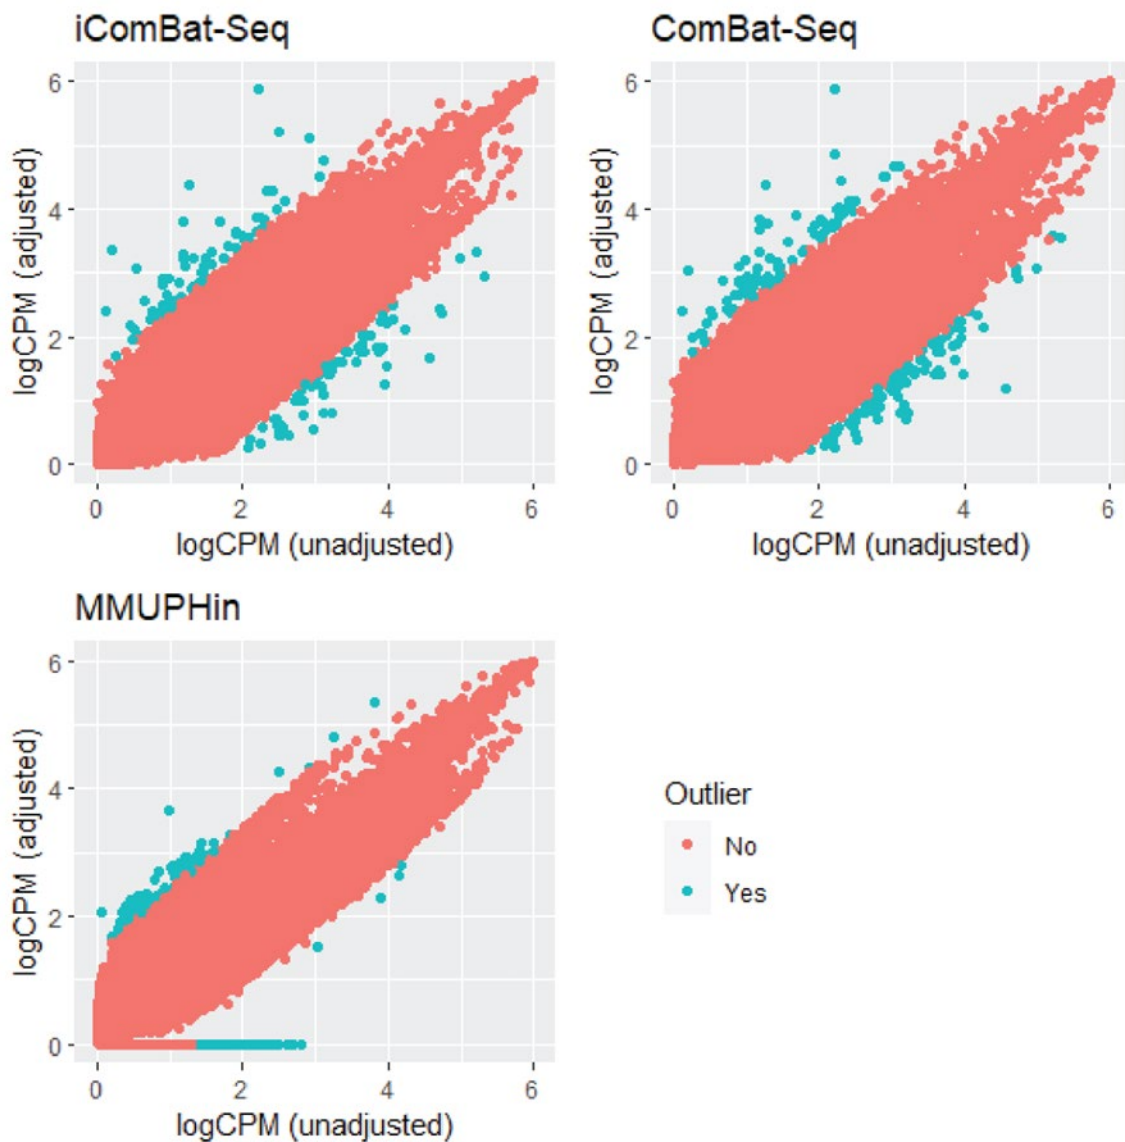 iComBat-Seq
6
4
2
0
logCPM (adjusted)
0 2 4 6
logCPM (unadjusted)
ComBat-Seq
6
4
2
0
logCPM (adjusted)
0 2 4 6
logCPM (unadjusted)
MMUPHin
6
4
2
0
logCPM (adjusted)
0 2 4 6
logCPM (unadjusted)
Outlier
No
Yes